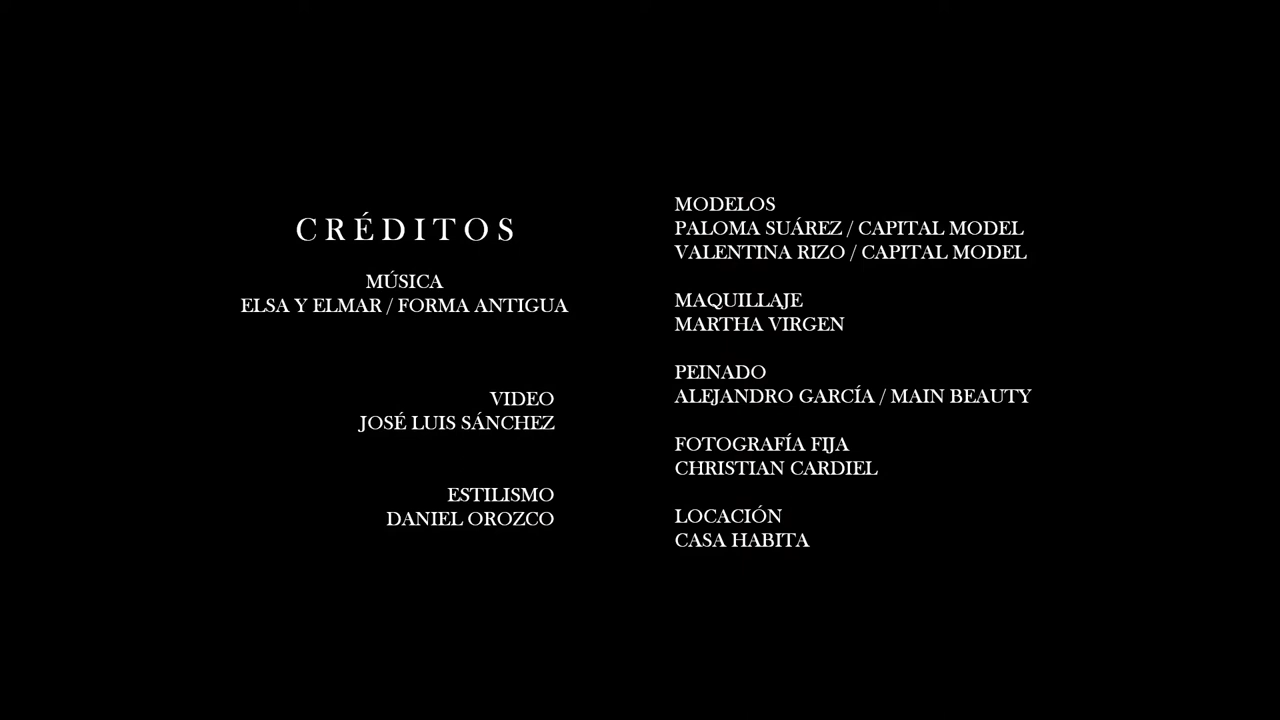 CRÉDITOS
MÚSICA
ELSA Y ELMAR / FORMA ANTIGUA
VIDEO
JOSÉ LUIS SÁNCHEZ
ESTILISMO
DANIEL OROZCO
MODELOS
PALOMA SUÁREZ / CAPITAL MODEL
VALENTINA RIZO / CAPITAL MODEL
MAQUILLAJE
MARTHA VIRGEN
PEINADO
ALEJANDRO GARCÍA / MAIN BEAUTY
FOTOGRAFÍA FIJA
CHRISTIAN CARDIEL
LOCACIÓN
CASA HABITA